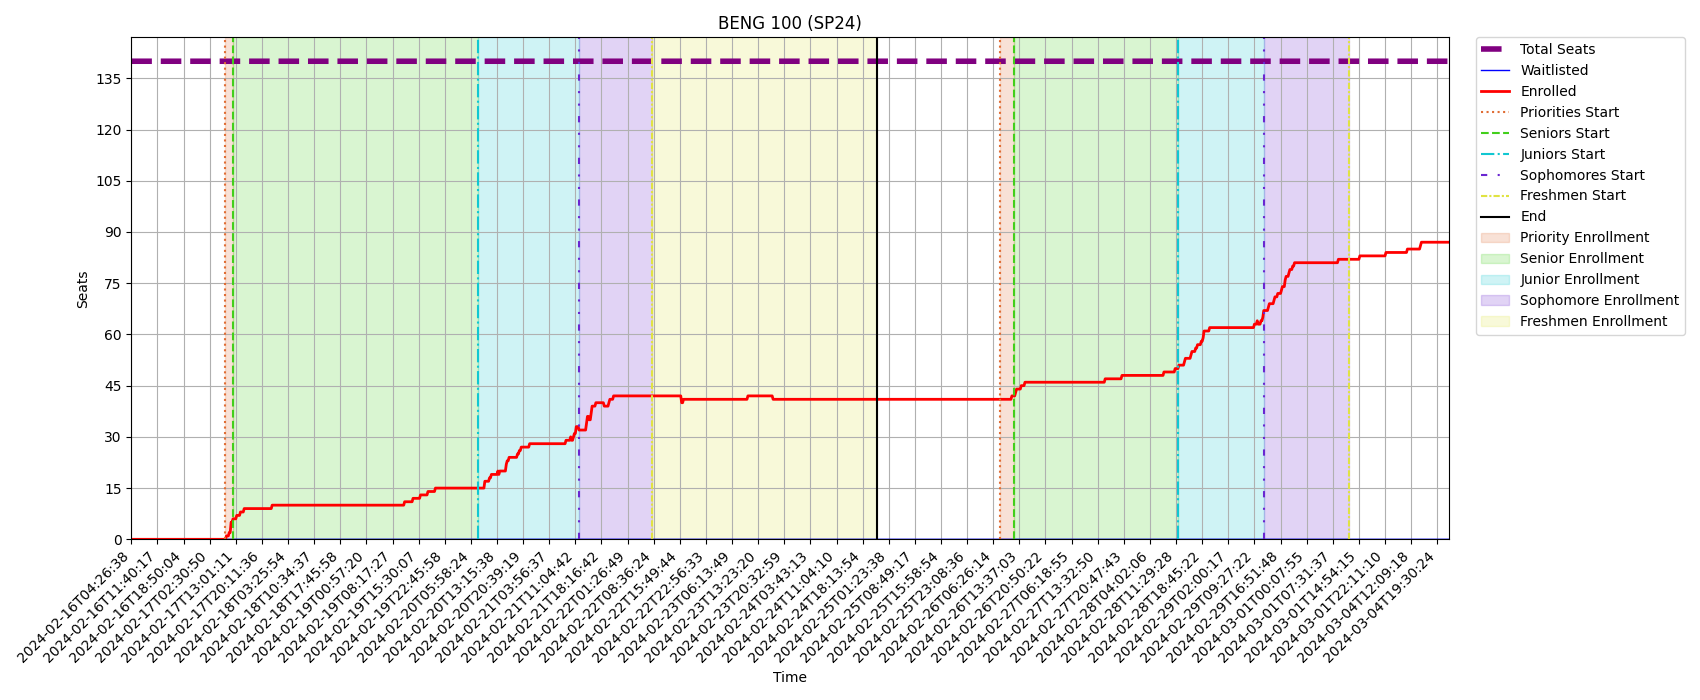 BENG 100 (SP24)
Seats
135
120
105
90
75
60
45
30
15
0
2024-02-16T04:26:38
2024-02-16T11:40:17
2024-02-16T18:50:04
2024-02-17T02:30:50
2024-02-17T13:01:11
2024-02-17T20:11:36
2024-02-18T03:25:54
2024-02-18T10:34:37
2024-02-18T17:45:58
2024-02-19T00:57:20
2024-02-19T08:17:27
2024-02-19T15:30:07
2024-02-19T22:45:58
2024-02-20T05:58:24
2024-02-20T13:15:38
2024-02-20T20:39:19
2024-02-21T03:56:37
2024-02-21T11:04:42
2024-02-21T18:16:42
2024-02-22T01:26:49
2024-02-22T08:36:24
2024-02-22T15:49:44
2024-02-22T22:56:33
2024-02-23T06:13:49
2024-02-23T13:23:20
2024-02-23T20:32:59
2024-02-24T03:43:13
2024-02-24T11:04:10
2024-02-24T18:13:54
2024-02-25T01:23:38
2024-02-25T08:49:17
2024-02-25T15:58:54
2024-02-25T23:08:36
2024-02-26T06:26:14
2024-02-26T13:37:03
2024-02-26T20:50:22
2024-02-27T06:18:55
2024-02-27T13:32:50
2024-02-27T20:47:43
2024-02-28T04:02:06
2024-02-28T11:29:28
2024-02-28T18:45:22
2024-02-29T02:00:17
2024-02-29T09:27:22
2024-02-29T16:51:48
2024-03-01T00:07:55
2024-03-01T07:31:37
2024-03-01T14:54:15
2024-03-01T22:11:10
2024-03-04T12:09:18
2024-03-04T19:30:24
Time
Total Seats
Waitlisted
Enrolled
Priorities Start
Seniors Start
Juniors Start
Sophomores Start
Freshmen Start
End
Priority Enrollment
Senior Enrollment
Junior Enrollment
Sophomore Enrollment
Freshmen Enrollment